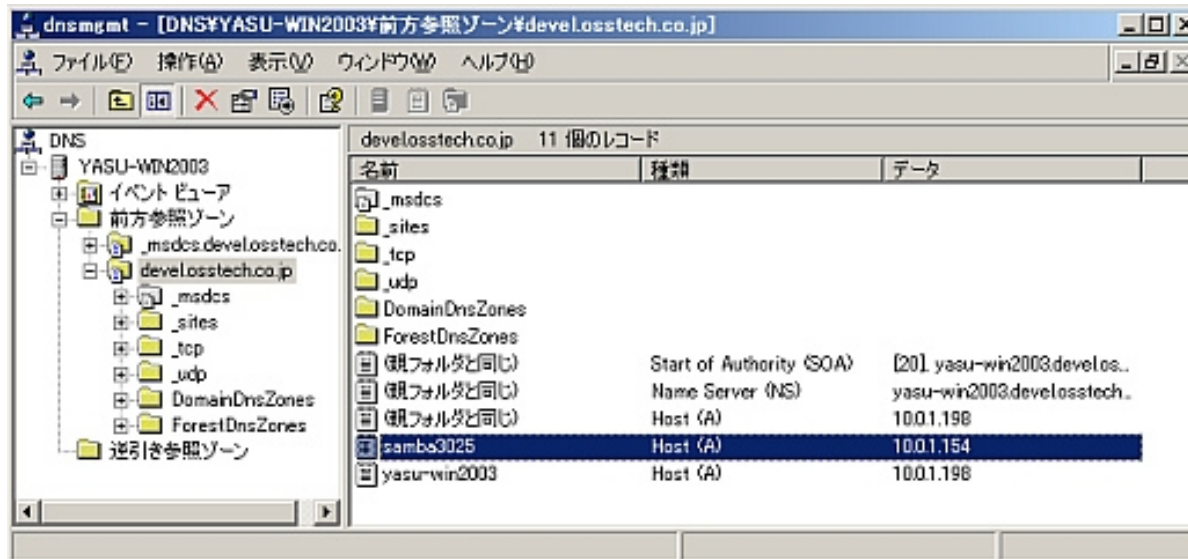 dnsmgmt - [DNS¥YASU-WIN2003¥前方参照ゾーン¥devel.osstech.co.jp]
ファイル(F) 操作(A) 表示(V) ウィンドウ(W) ヘルプ(H)
DNS
YASU-WIN2003
イベント ビューア
前方参照ゾーン
_msdcs.devel.osstech.co.
devel.osstech.co.jp
_msdcs
_sites
_tcp
_udp
DomainDnsZones
ForestDnsZones
逆引き参照ゾーン
devel.osstech.co.jp 11 個のレコード
名前 種類 データ
_msdcs
_sites
_tcp
_udp
DomainDnsZones
ForestDnsZones
(親フォルダと同じ) Start of Authority (SOA) [20], yasu-win2003.devel.os...
(親フォルダと同じ) Name Server (NS) yasu-win2003.devel.osstech...
(親フォルダと同じ) Host (A) 10.0.1.198
samba3025 Host (A) 10.0.1.154
yasu-win2003 Host (A) 10.0.1.198